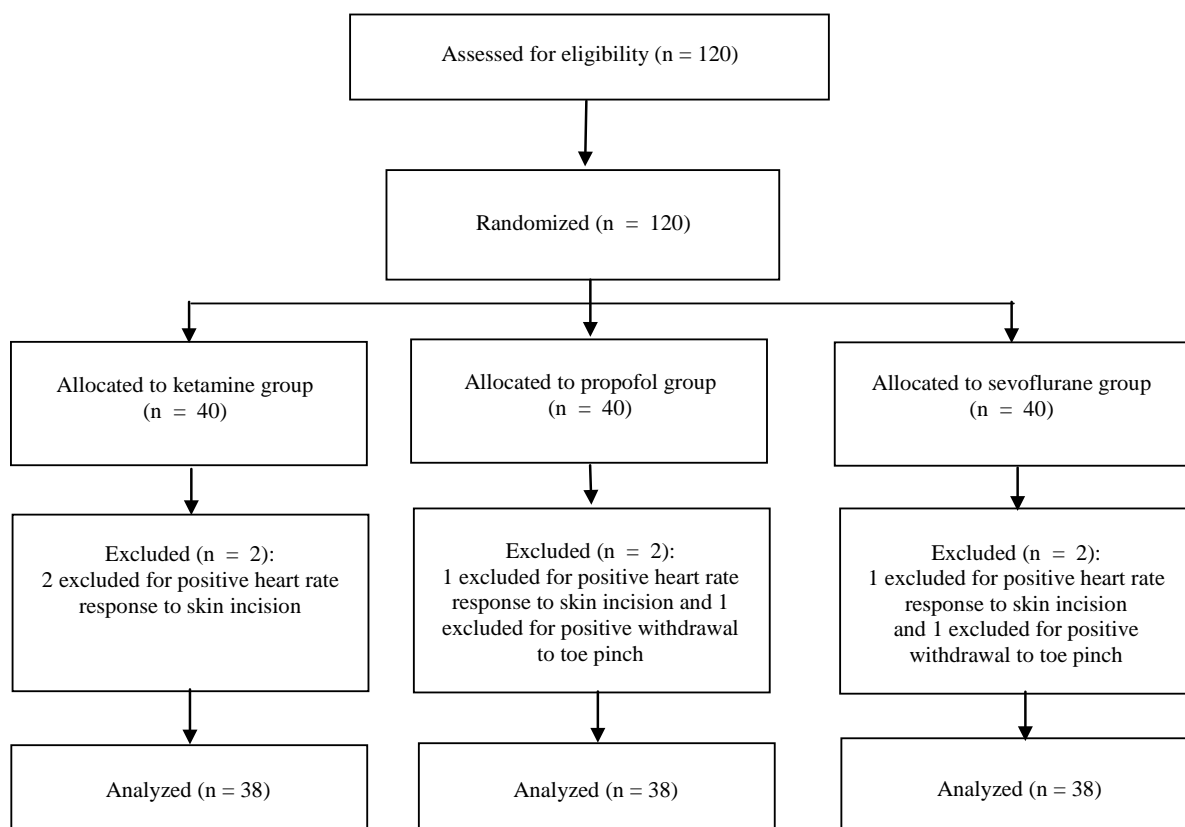 Assessed for eligibility (n = 120)
Randomized (n = 120)
Allocated to ketamine group
(n = 40)
Allocated to propofol group
(n = 40)
Allocated to sevoflurane group
(n = 40)
Excluded (n = 2):
2 excluded for positive heart rate
response to skin incision
Excluded (n = 2):
1 excluded for positive heart rate
response to skin incision and 1
excluded for positive withdrawal
to toe pinch
Excluded (n = 2):
1 excluded for positive heart rate
response to skin incision
and 1 excluded for positive
withdrawal to toe pinch
Analyzed (n = 38)
Analyzed (n = 38)
Analyzed (n = 38)